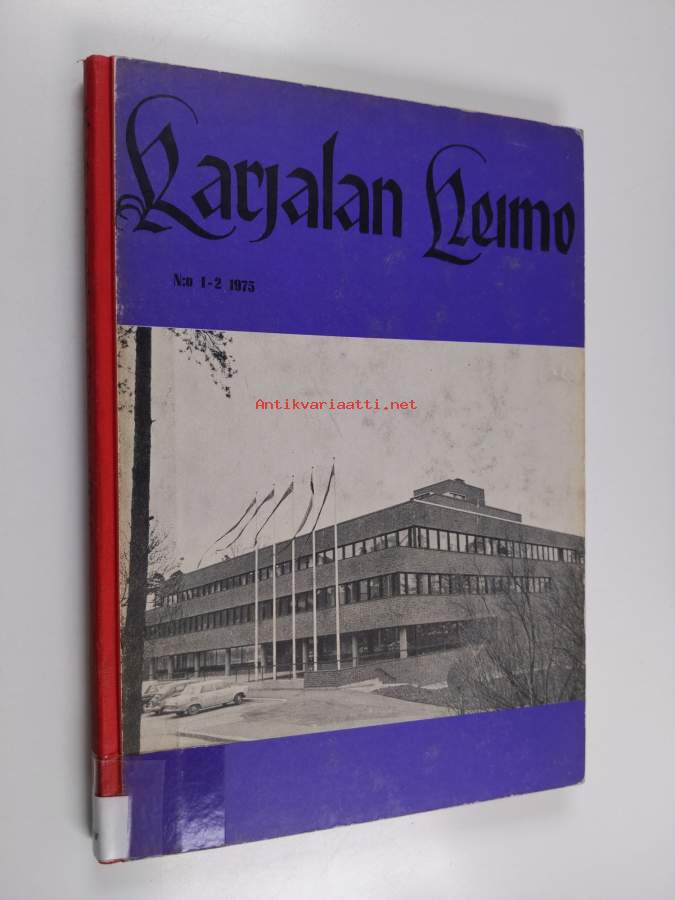 Karjalan Heimo
N:o 1-2 1975
Antikvariaatti.net